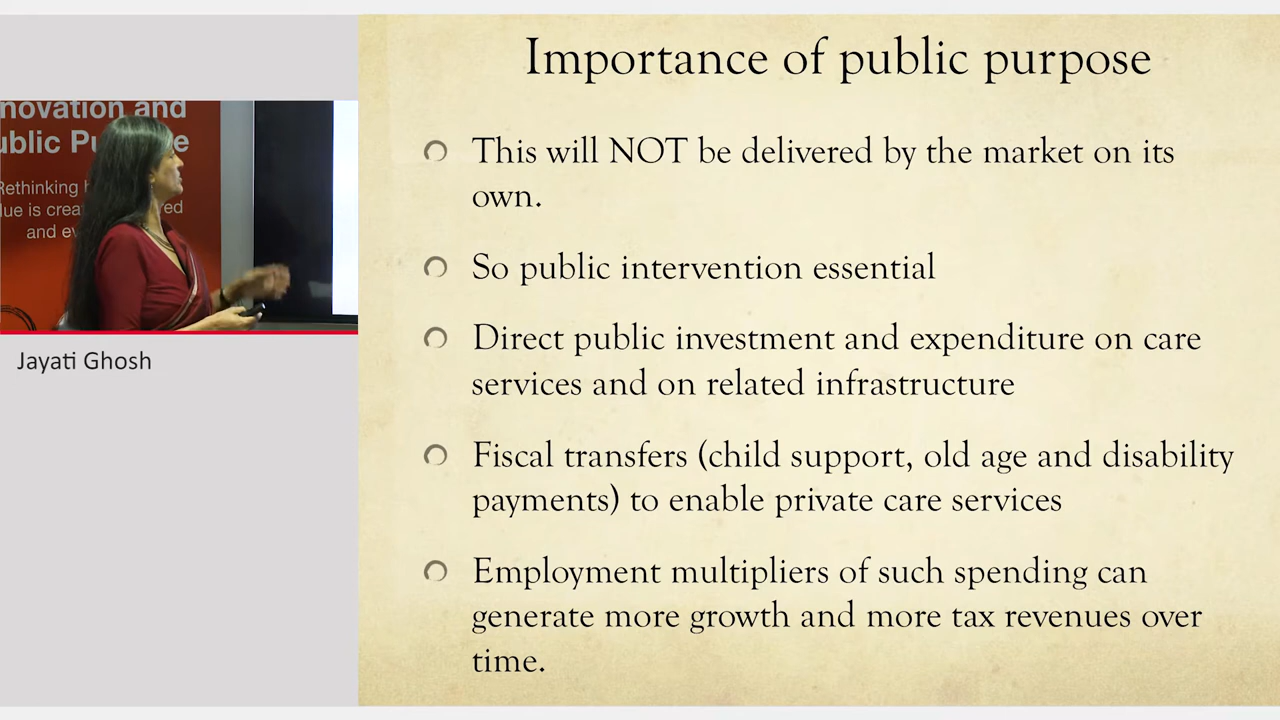 novation and
ublic Pu e
Rethinking h
lue is crea red
and ev
Jayati Ghosh
Importance of public purpose
This will NOT be delivered by the market on its
own.
So public intervention essential
Direct public investment and expenditure on care
services and on related infrastructure
Fiscal transfers (child support, old age and disability
payments) to enable private care services
Employment multipliers of such spending can
generate more growth and more tax revenues over
time.